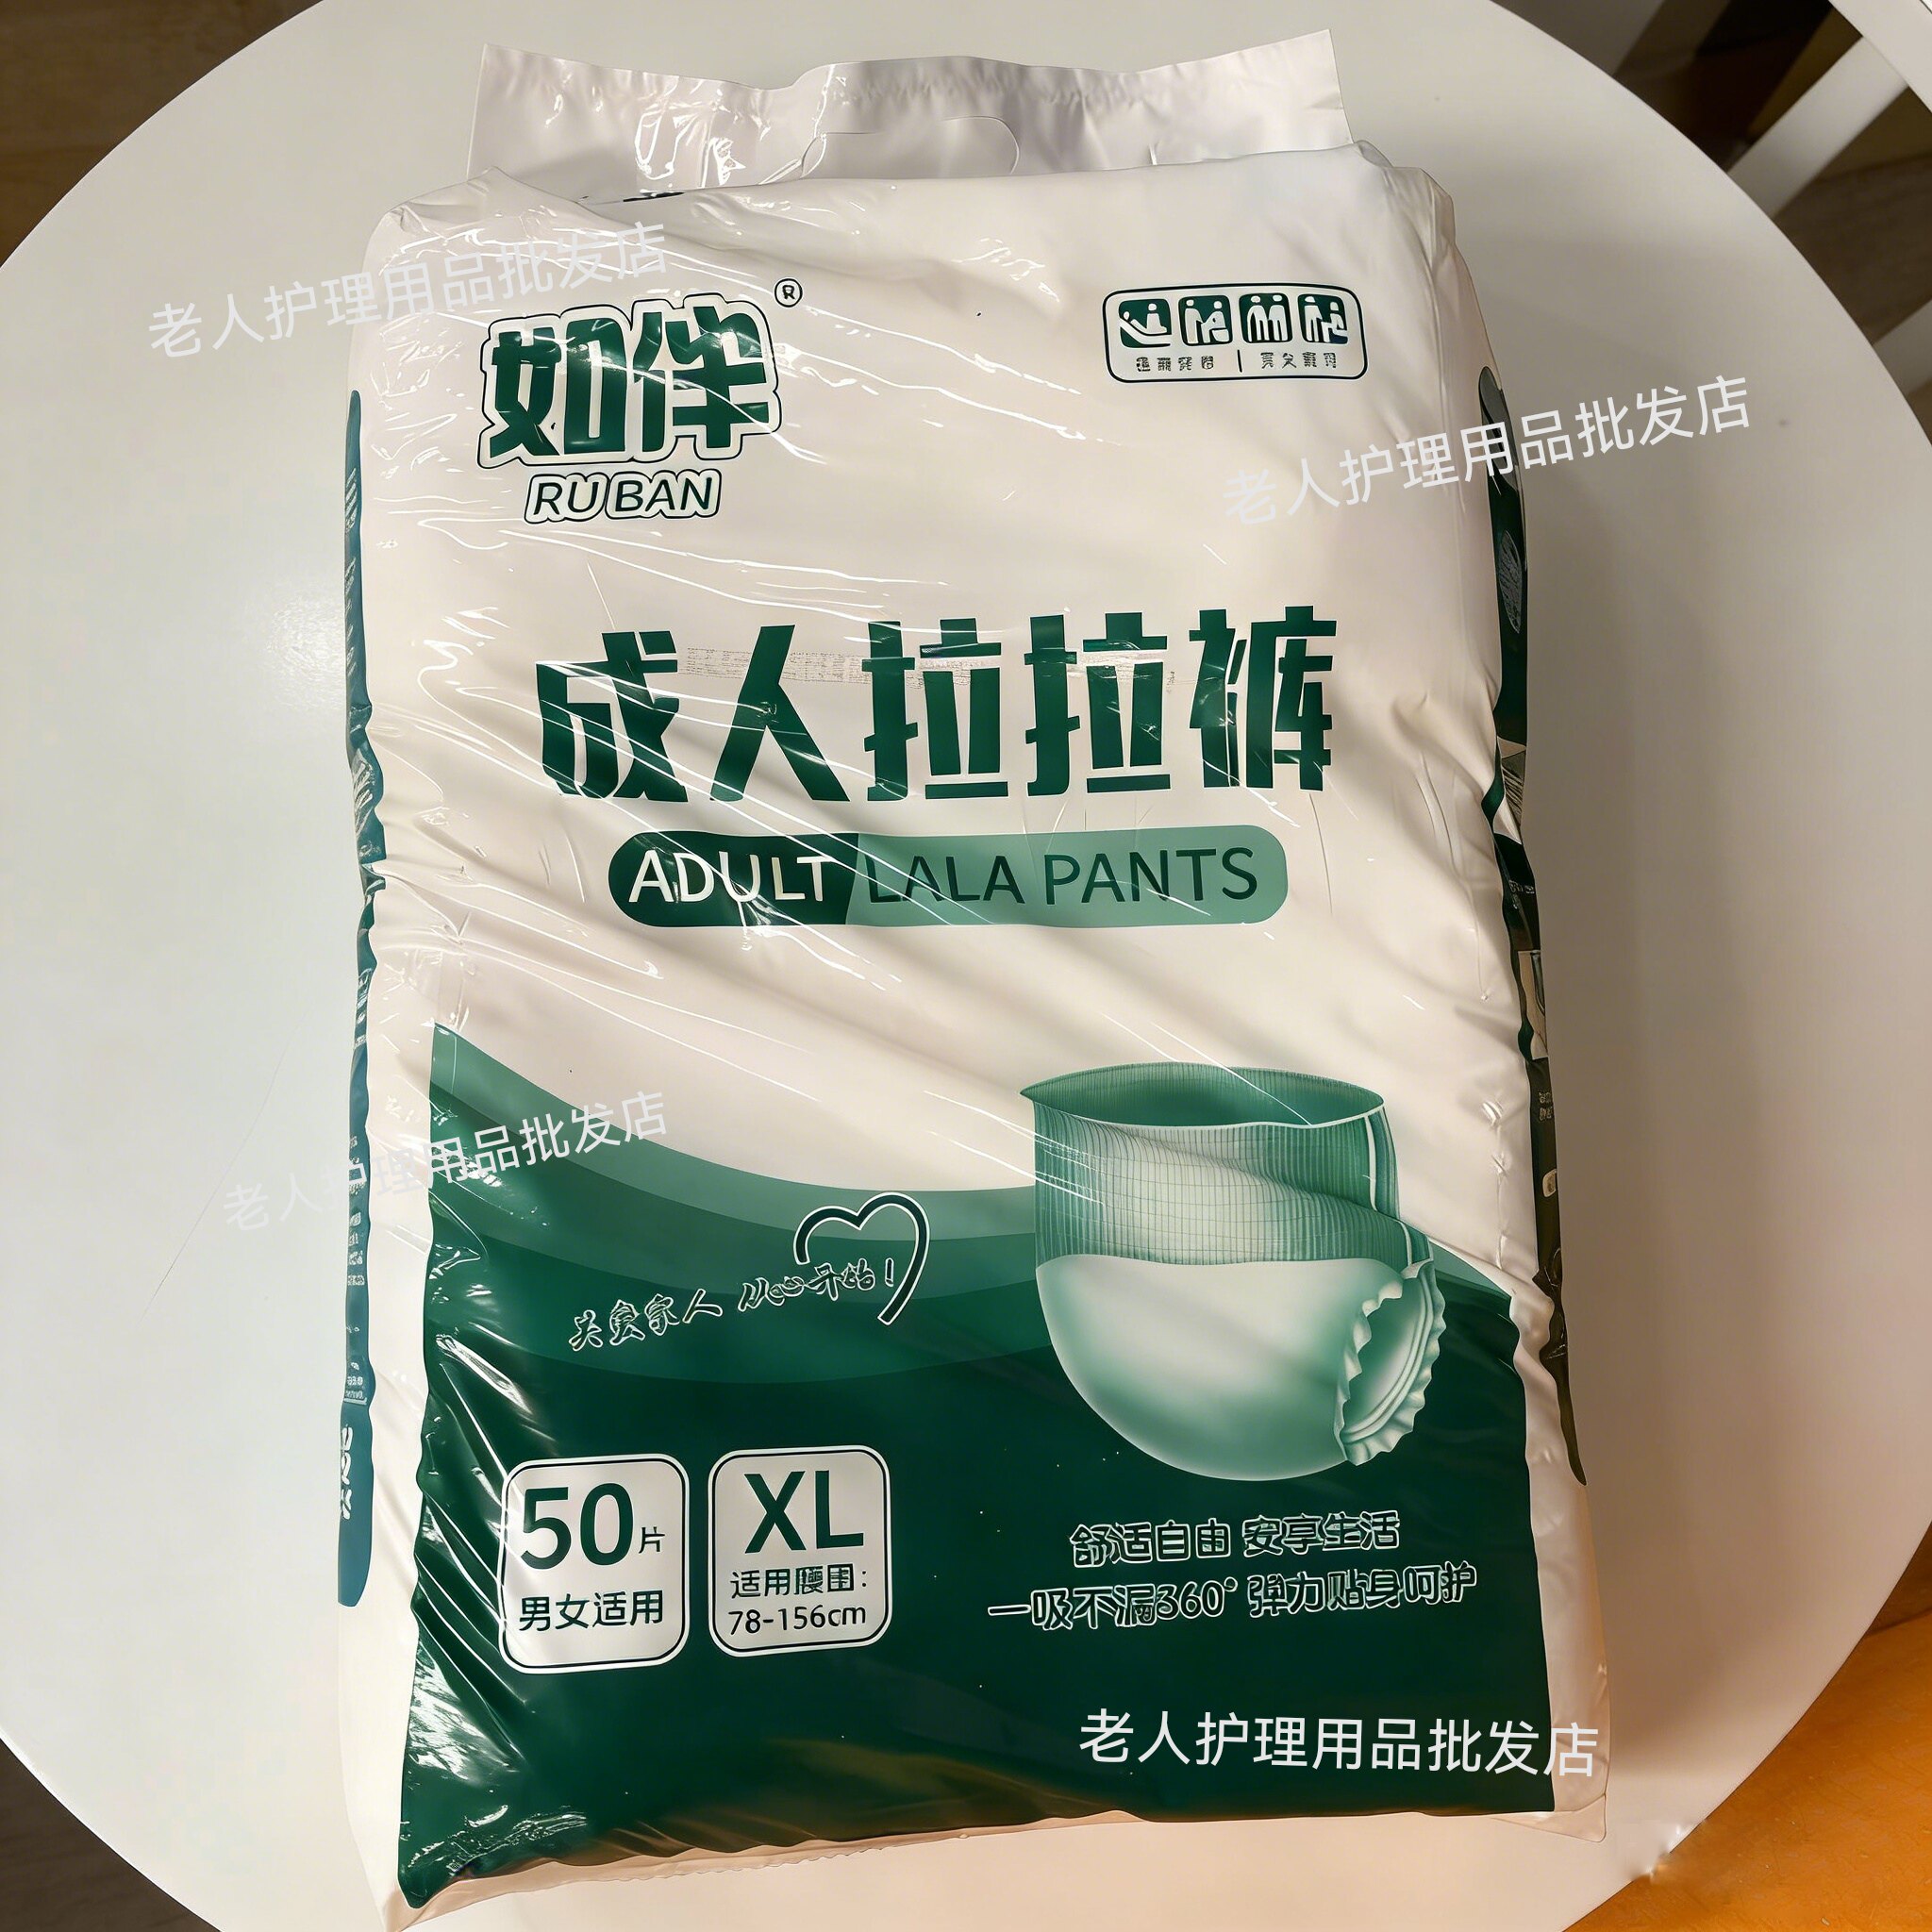 老人护理用品批发店
如伴®
RUBAN
老人护理用品批发店
成人拉拉裤
ADULT LALA PANTS
老人护理用品批发店
家人 从心开始！
50片
男女适用
XL
适用腰围：
78-156cm
舒适自由 安享生活
一吸不漏360° 弹力贴身呵护
老人护理用品批发店